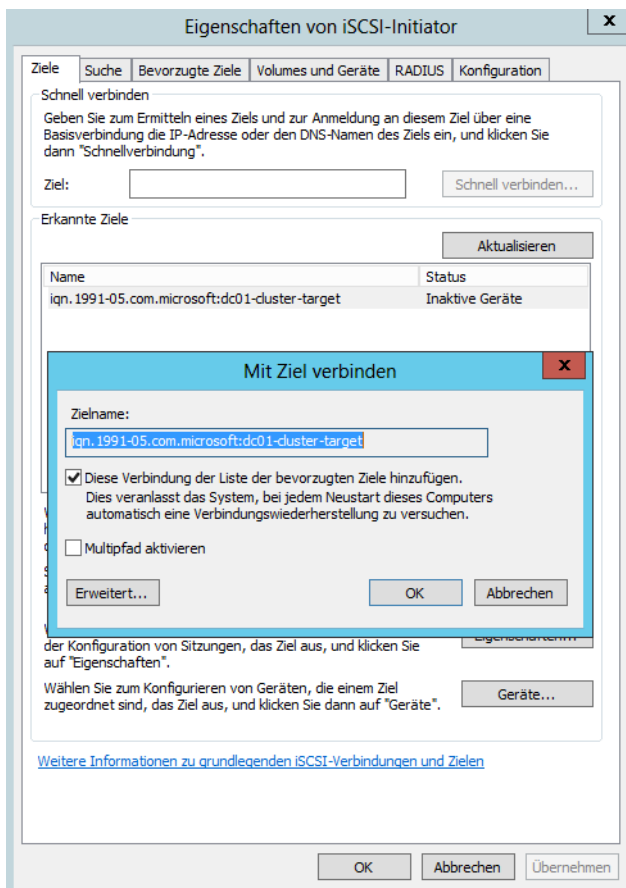 Eigenschaften von iSCSI-Initiator
x
Ziele
Suche
Bevorzugte Ziele
Volumes und Geräte
RADIUS
Konfiguration
Schnell verbinden
Geben Sie zum Ermitteln eines Ziels und zur Anmeldung an diesem Ziel über eine
Basisverbindung die IP-Adresse oder den DNS-Namen des Ziels ein, und klicken Sie
dann "Schnellverbindung".
Ziel:
Schnell verbinden...
Erkannte Ziele
Aktualisieren
Name
Status
iqn.1991-05.com.microsoft:dc01-cluster-target
Inaktive Geräte
Mit Ziel verbinden
x
Zielname:
iqn.1991-05.com.microsoft:dc01-cluster-target
Diese Verbindung der Liste der bevorzugten Ziele hinzufügen.
Dies veranlasst das System, bei jedem Neustart dieses Computers
automatisch eine Verbindungswiederherstellung zu versuchen.
Multipfad aktivieren
Erweitert...
OK
Abbrechen
der Konfiguration von Sitzungen, das Ziel aus, und klicken Sie
auf "Eigenschaften".
Wählen Sie zum Konfigurieren von Geräten, die einem Ziel
zugeordnet sind, das Ziel aus, und klicken Sie dann auf "Geräte".
Geräte...
Weitere Informationen zu grundlegenden iSCSI-Verbindungen und Zielen
OK
Abbrechen
Übernehmen